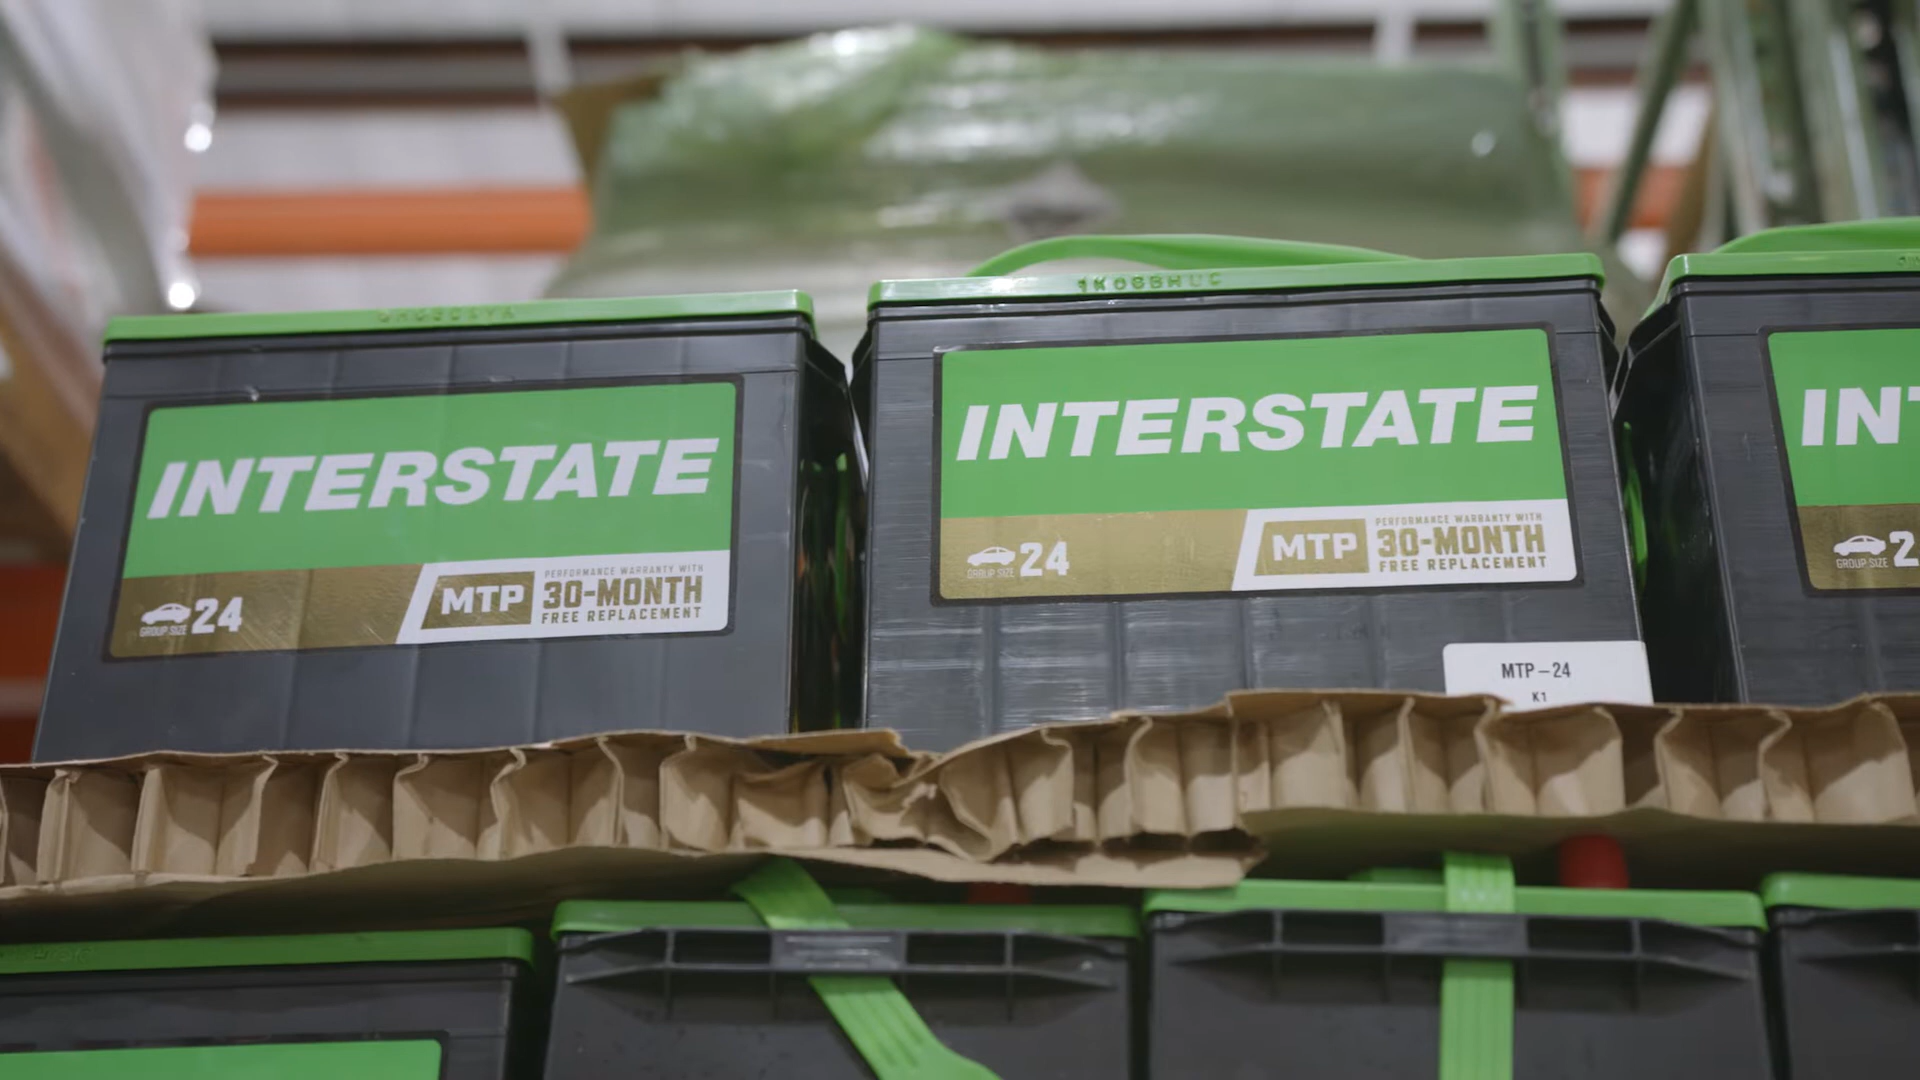 INTERSTATE
GROUP SIZE 24
MTP
PERFORMANCE WARRANTY WITH
30-MONTH
FREE REPLACEMENT
INTERSTATE
GROUP SIZE 24
MTP
PERFORMANCE WARRANTY WITH
30-MONTH
FREE REPLACEMENT
MTP-24
K1
INT
GROUP SIZE 2